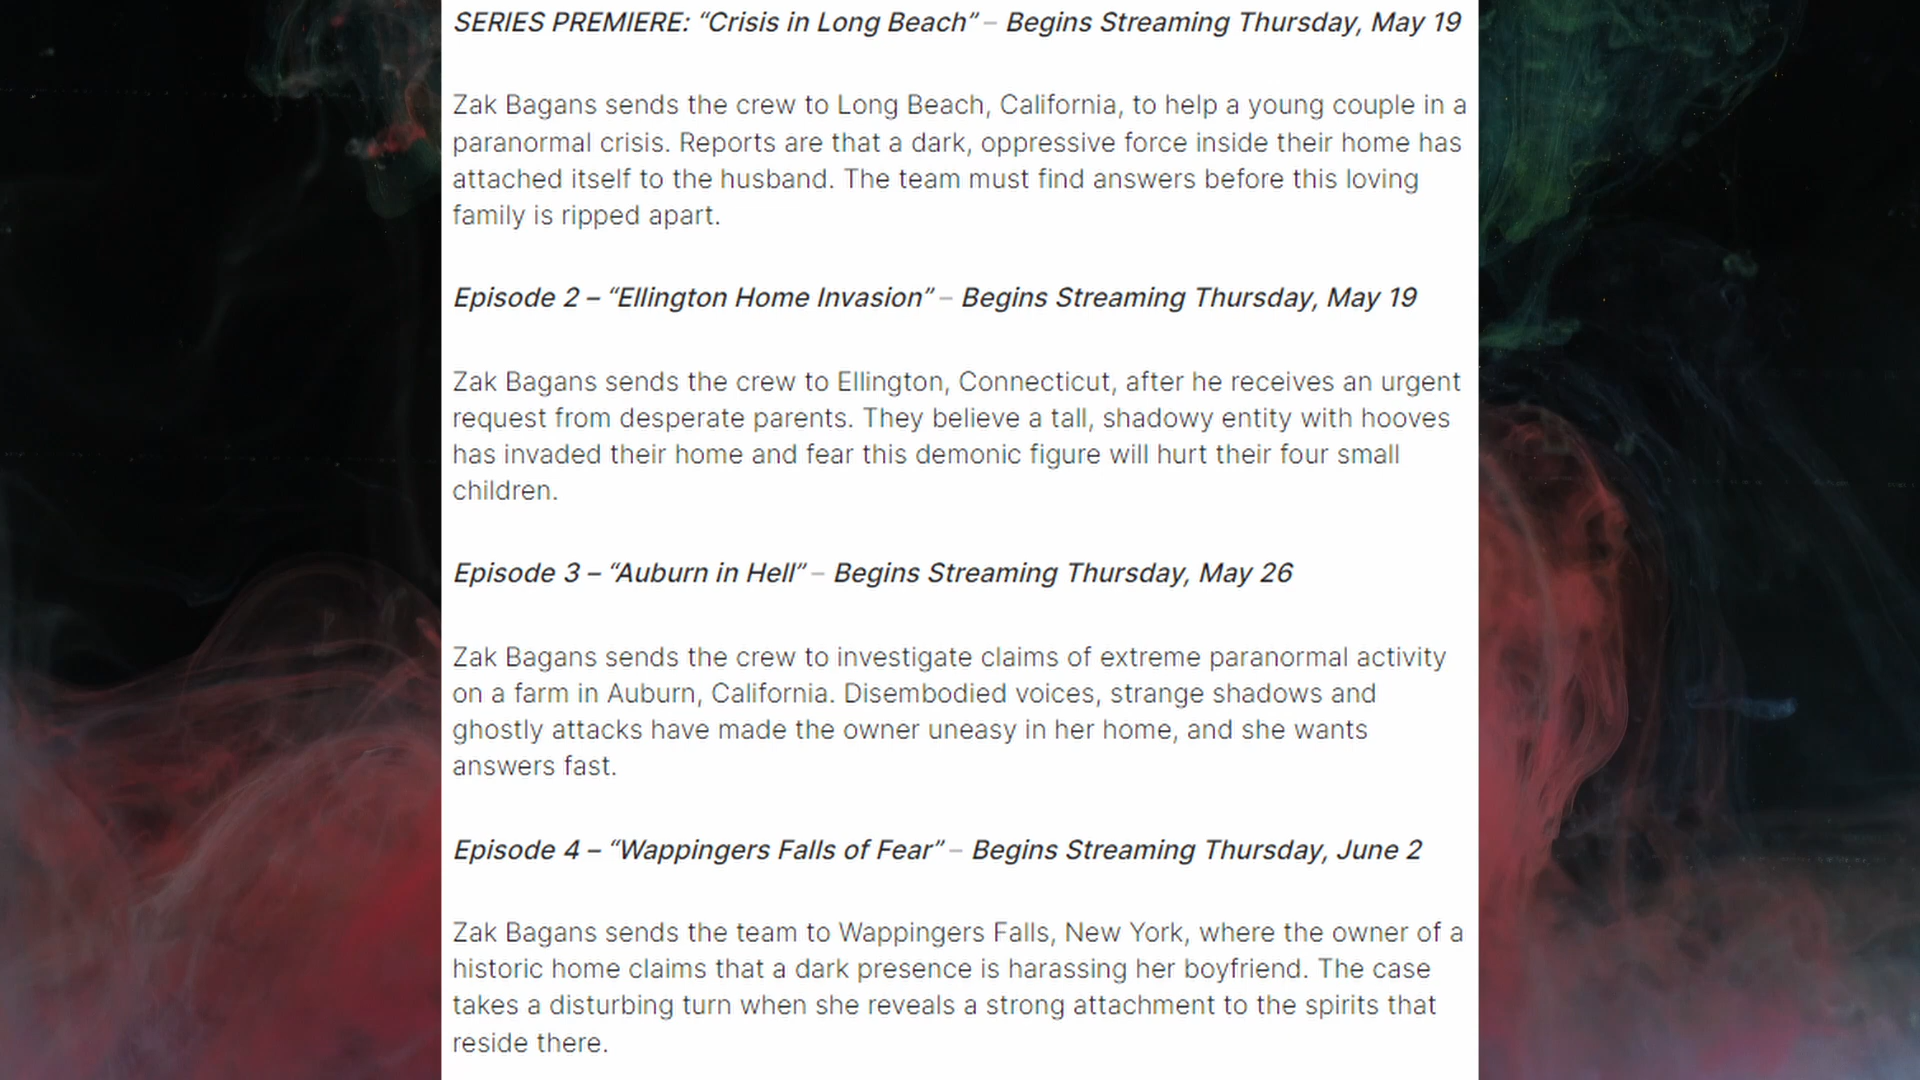 SERIES PREMIERE: “Crisis in Long Beach” – Begins Streaming Thursday, May 19
Zak Bagans sends the crew to Long Beach, California, to help a young couple in a
paranormal crisis. Reports are that a dark, oppressive force inside their home has
attached itself to the husband. The team must find answers before this loving
family is ripped apart.
Episode 2 – “Ellington Home Invasion” – Begins Streaming Thursday, May 19
Zak Bagans sends the crew to Ellington, Connecticut, after he receives an urgent
request from desperate parents. They believe a tall, shadowy entity with hooves
has invaded their home and fear this demonic figure will hurt their four small
children.
Episode 3 – “Auburn in Hell” – Begins Streaming Thursday, May 26
Zak Bagans sends the crew to investigate claims of extreme paranormal activity
on a farm in Auburn, California. Disembodied voices, strange shadows and
ghostly attacks have made the owner uneasy in her home, and she wants
answers fast.
Episode 4 – “Wappingers Falls of Fear” – Begins Streaming Thursday, June 2
Zak Bagans sends the team to Wappingers Falls, New York, where the owner of a
historic home claims that a dark presence is harassing her boyfriend. The case
takes a disturbing turn when she reveals a strong attachment to the spirits that
reside there.